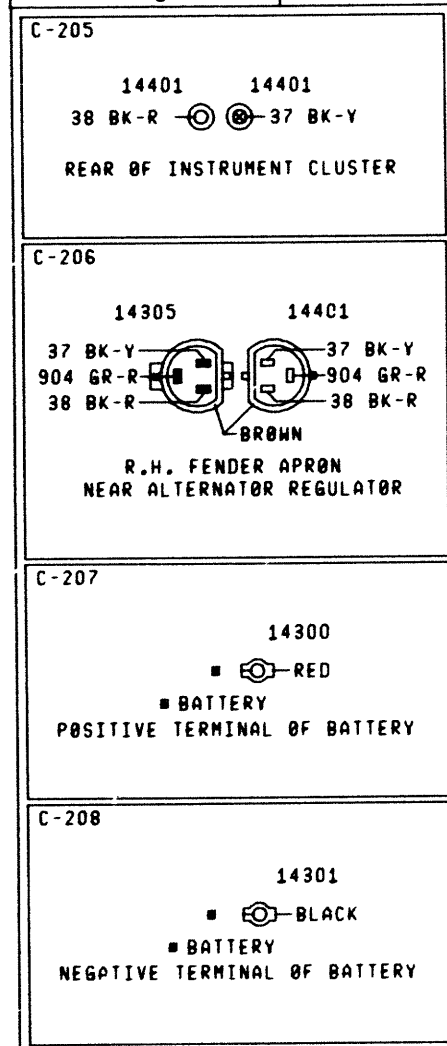 C-205
14401 14401
38 BK-R 37 BK-Y
REAR OF INSTRUMENT CLUSTER
C-206
14305 14401
37 BK-Y 37 BK-Y
904 GR-R 904 GR-R
38 BK-R 38 BK-R
BROWN
R.H. FENDER APRON
NEAR ALTERNATOR REGULATOR
C-207
14300
RED
BATTERY
POSITIVE TERMINAL OF BATTERY
C-208
14301
BLACK
BATTERY
NEGATIVE TERMINAL OF BATTERY